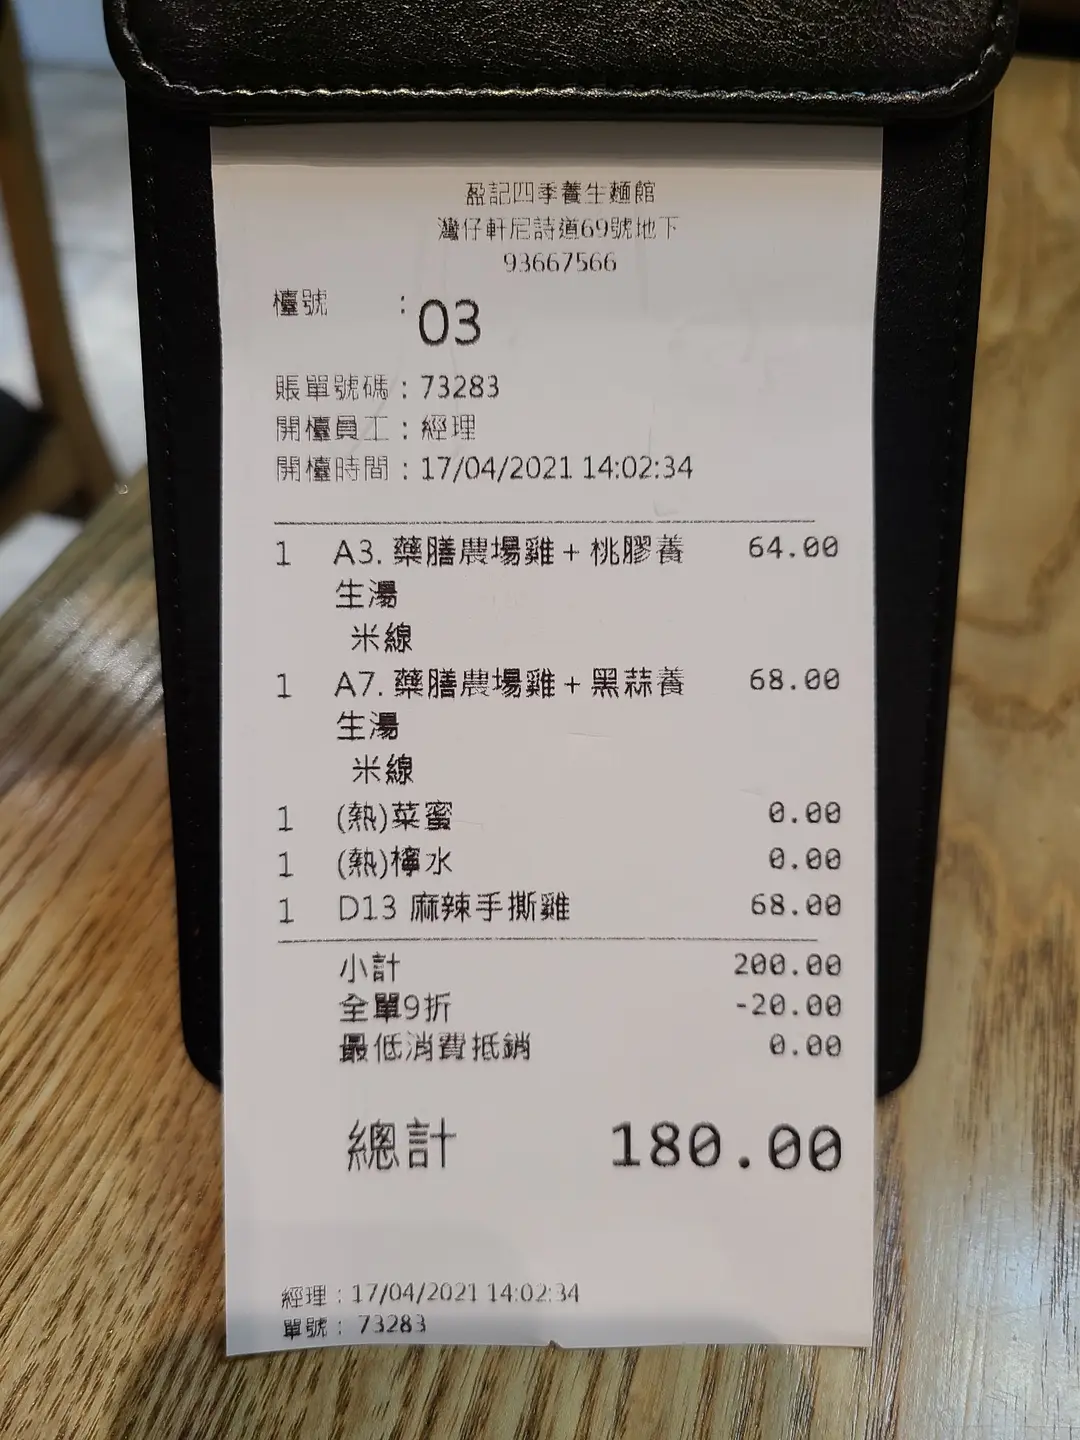 盈記四季養生麵館
灣仔軒尼詩道69號地下
93667566
檯號 : 03
賬單號碼 : 73283
開檯員工 : 經理
開檯時間 : 17/04/2021 14:02:34
1 A3. 藥膳農場雞 + 桃膠養 64.00
生湯
米線
1 A7. 藥膳農場雞 + 黑蒜養 68.00
生湯
米線
1 (熱)菜蜜 0.00
1 (熱)檸水 0.00
1 D13 麻辣手撕雞 68.00
小計 200.00
全單9折 -20.00
最低消費抵銷 0.00
總計 180.00
經理 : 17/04/2021 14:02:34
單號 : 73283